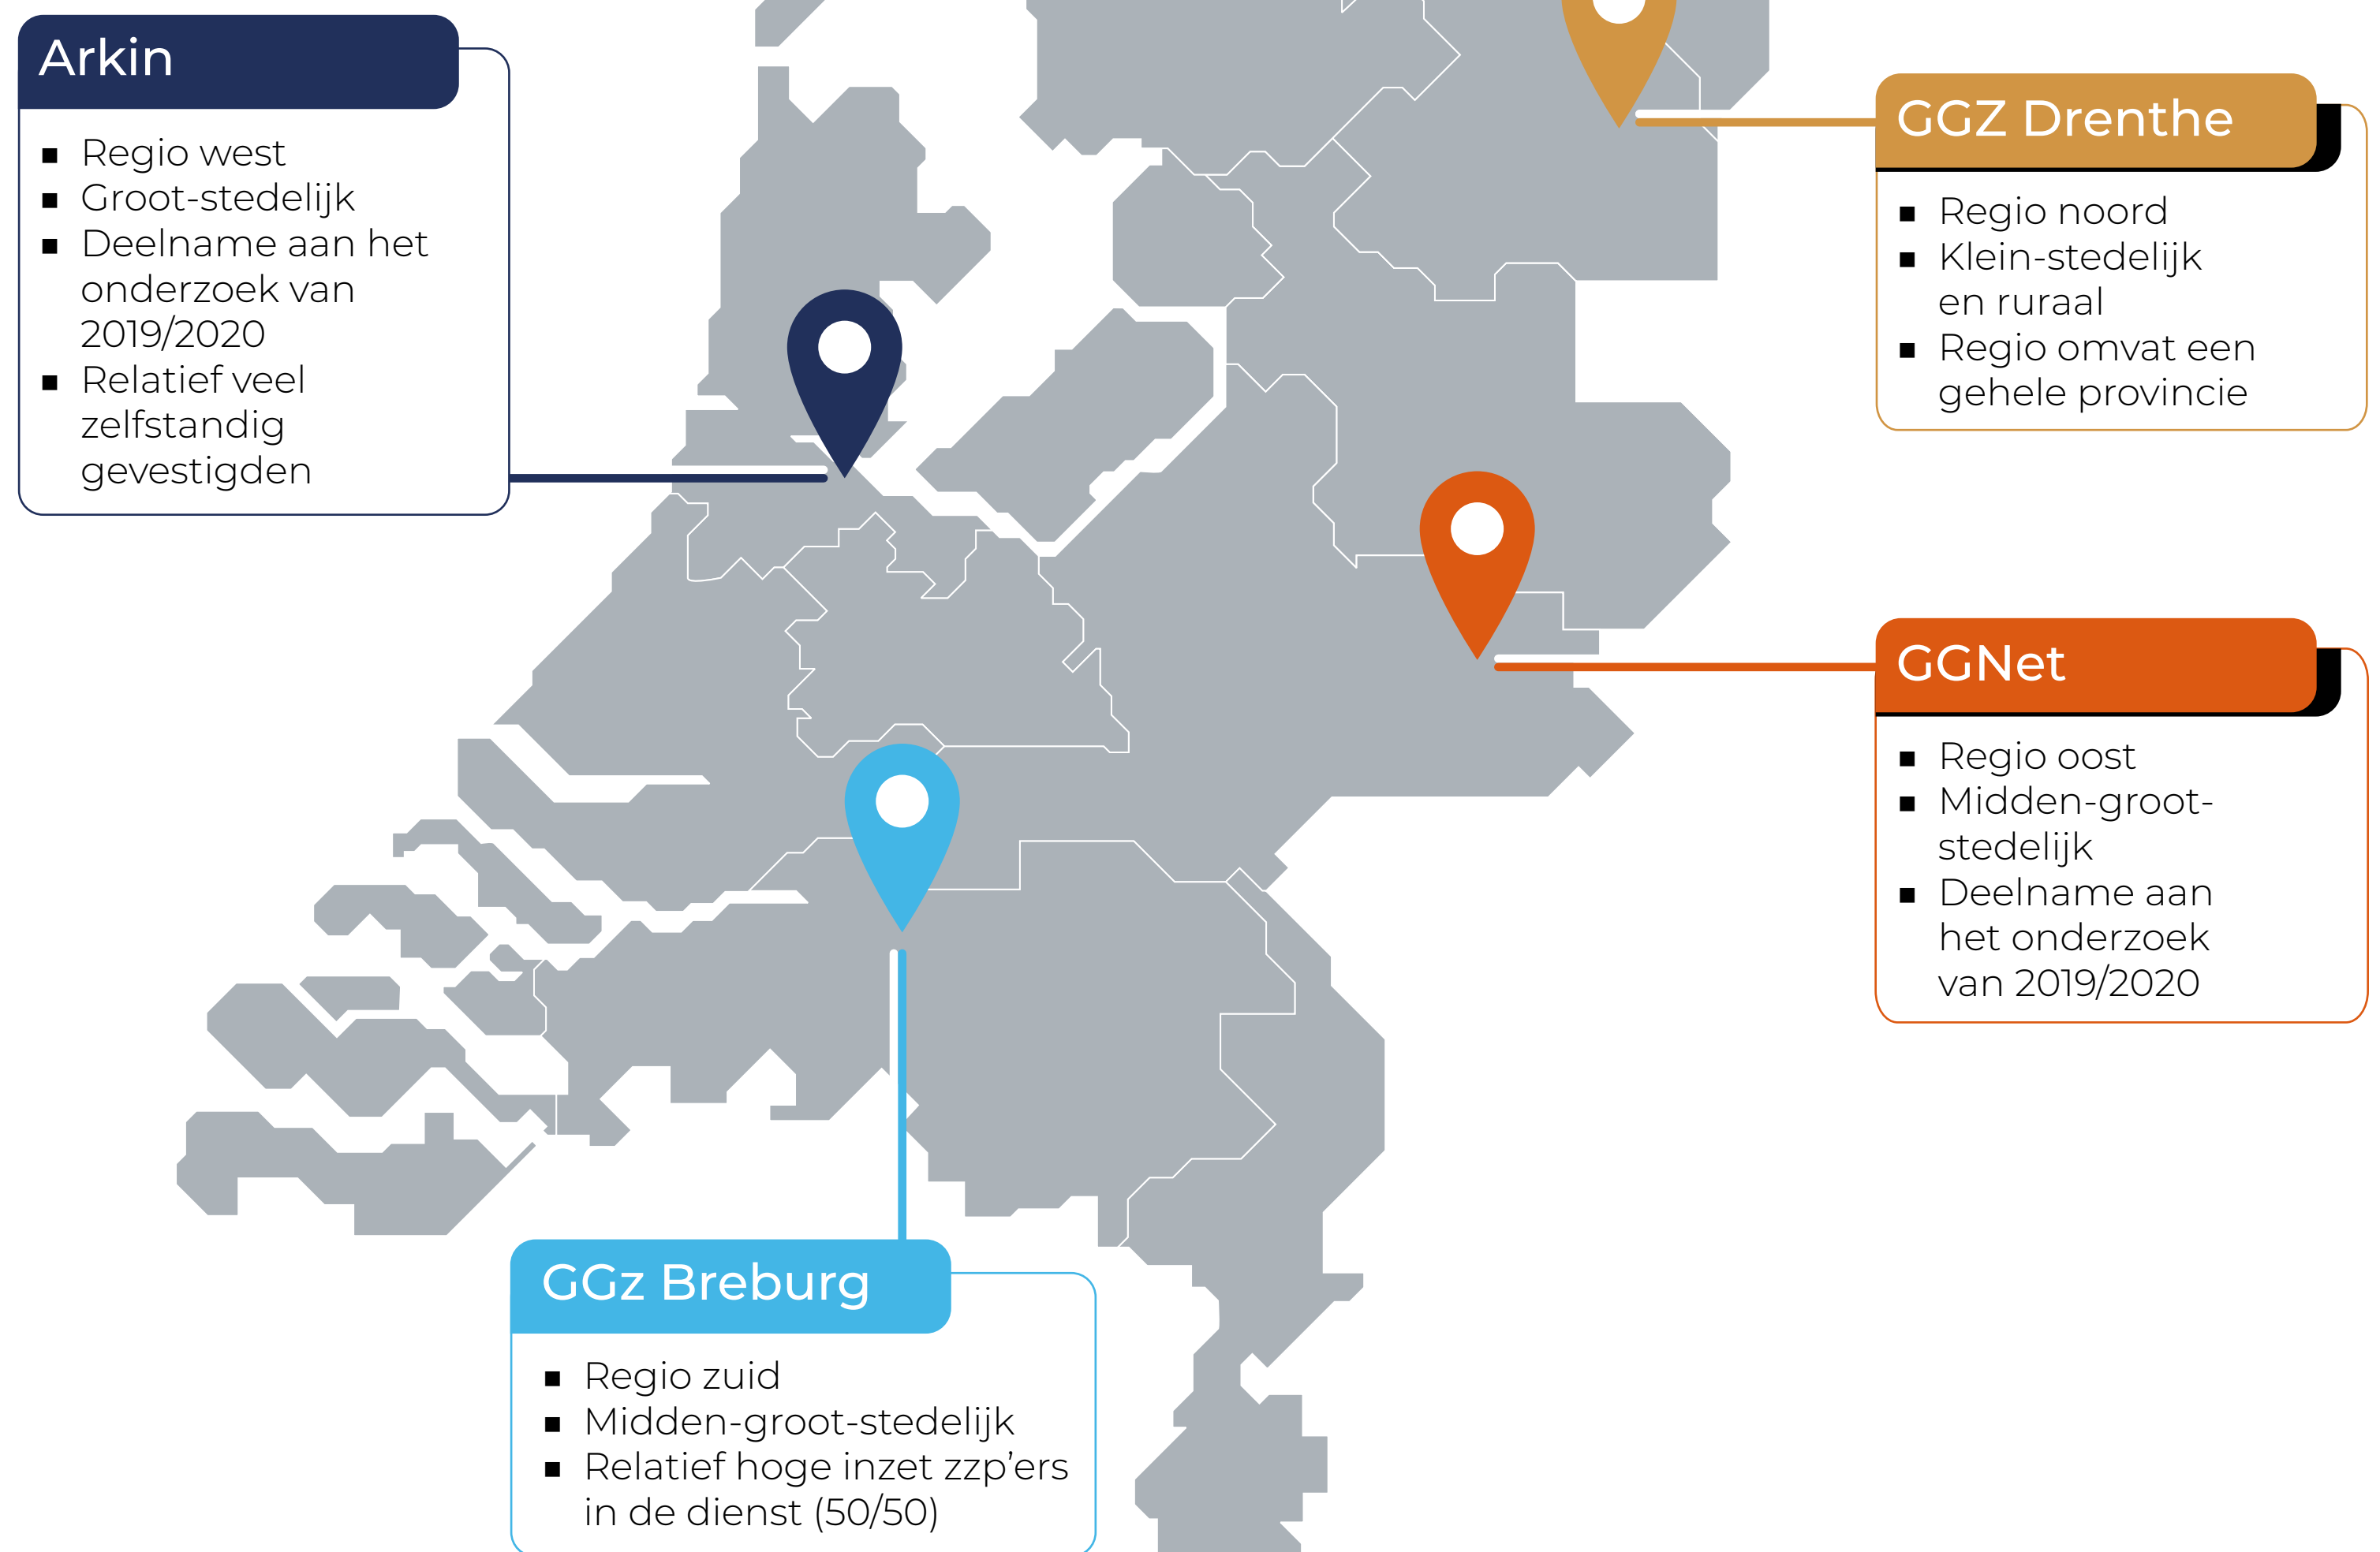 Arkin
Regio west
Groot-stedelijk
Deelname aan het
onderzoek van
2019/2020
Relatief veel
zelfstandig
gevestigden
GGZ Drenthe
Regio noord
Klein-stedelijk
en ruraal
Regio omvat een
gehele provincie
GGNet
Regio oost
Midden-groot-
stedelijk
Deelname aan
het onderzoek
van 2019/2020
GGz Breburg
Regio zuid
Midden-groot-stedelijk
Relatief hoge inzet zzp’ers
in de dienst (50/50)